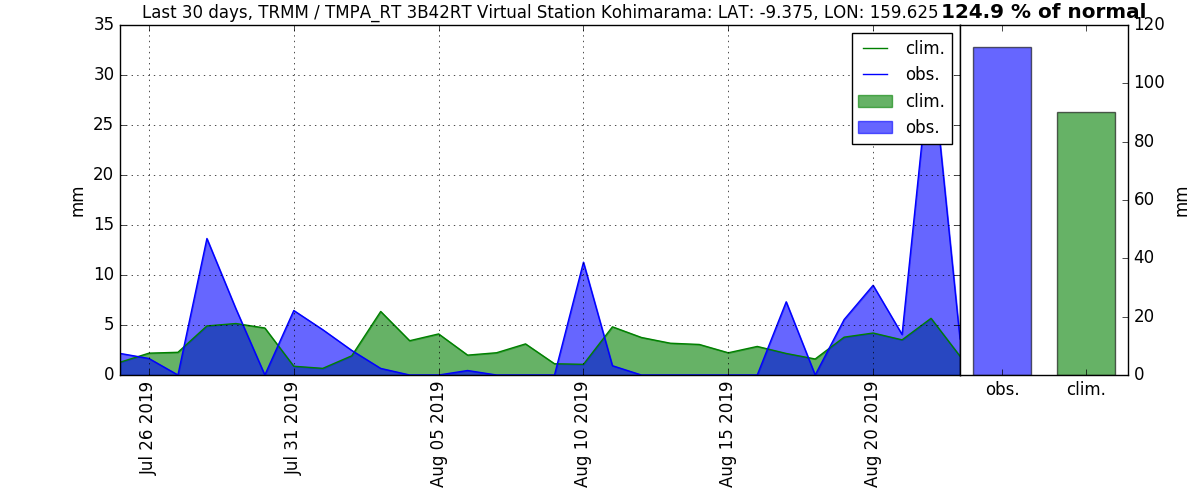 Last 30 days, TRMM / TMPA_RT 3B42RT Virtual Station Kohimarama: LAT: -9.375, LON: 159.625
124.9 % of normal
35
30
25
20
15
10
5
0
mm
clim.
obs.
clim.
obs.
120
100
80
60
40
20
0
mm
Jul 26 2019
Jul 31 2019
Aug 05 2019
Aug 10 2019
Aug 15 2019
Aug 20 2019
obs.
clim.